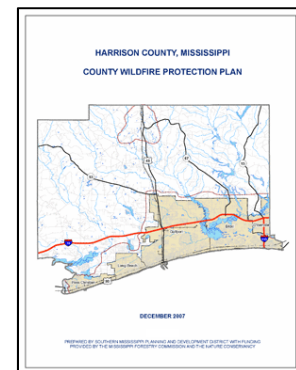 HARRISON COUNTY, MISSISSIPPI
COUNTY WILDFIRE PROTECTION PLAN
DECEMBER 2007
PREPARED BY SOUTHERN MISSISSIPPI PLANNING AND DEVELOPMENT DISTRICT WITH FUNDING
PROVIDED BY THE MISSISSIPPI FORESTRY COMMISSION AND THE NATURE CONSERVANCY